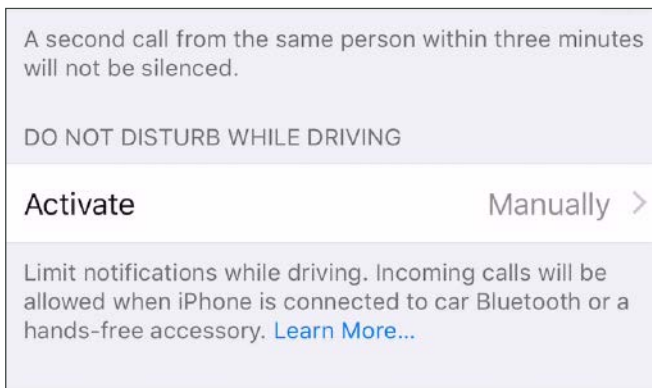 A second call from the same person within three minutes
will not be silenced.
DO NOT DISTURB WHILE DRIVING
Activate Manually
Limit notifications while driving. Incoming calls will be
allowed when iPhone is connected to car Bluetooth or a
hands-free accessory. Learn More...